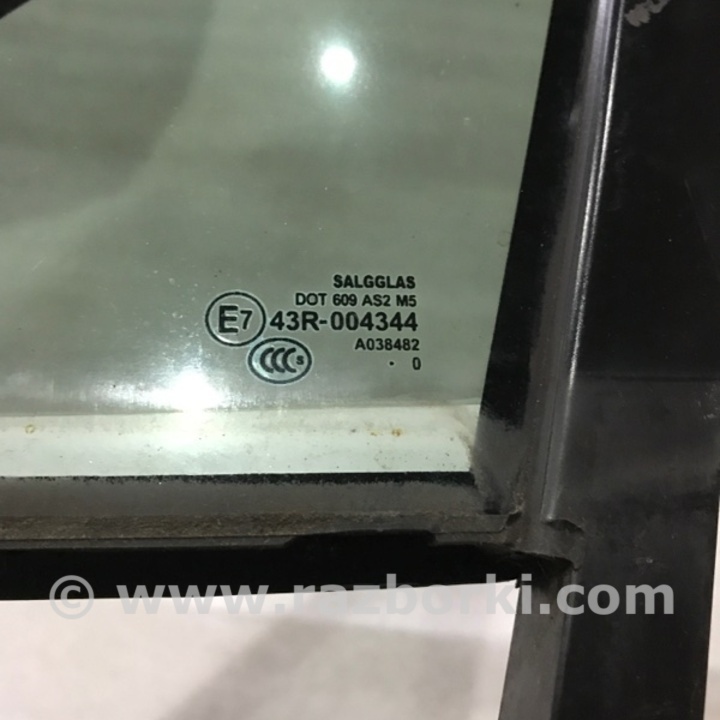 SALGGLAS
DOT 609 AS2 M5
E7 43R-004344
A038482
CCC S
· 0
© www.razborki.com